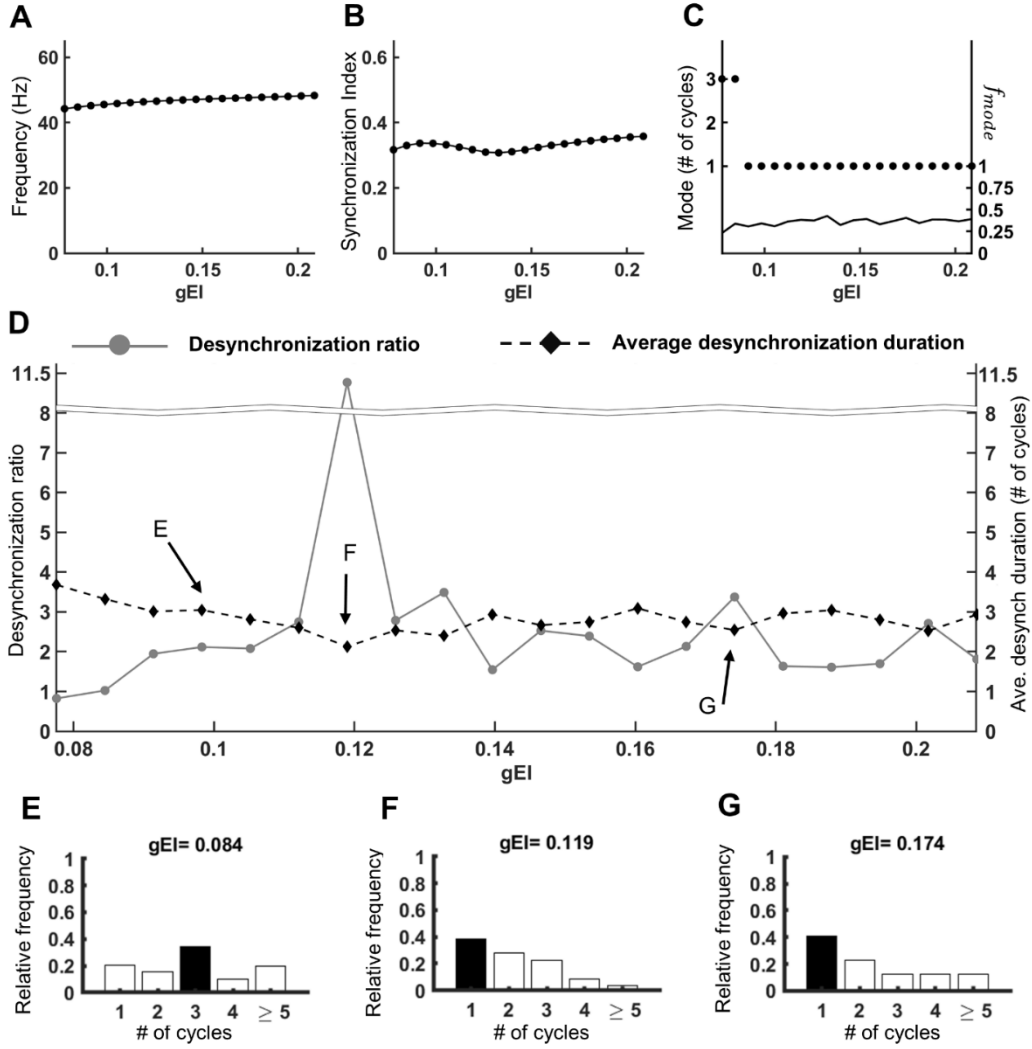 A
Frequency (Hz)
60
40
20
0
0.1
0.15
0.2
gEI
B
Synchronization Index
0.6
0.4
0.2
0
0.1
0.15
0.2
gEI
C
Mode (# of cycles)
3
2
1
fmode
1
0.75
0.5
0.25
0
0.1
0.15
0.2
gEI
D
Desynchronization ratio
Average desynchronization duration
Desynchronization ratio
11.5
8
7
6
5
4
3
2
1
0
E
F
G
Ave. desynch duration (# of cycles)
11.5
8
7
6
5
4
3
2
1
0
0.08
0.1
0.12
0.14
0.16
0.18
0.2
gEI
E
gEI= 0.084
Relative frequency
1
0.8
0.6
0.4
0.2
0
1 2 3 4 ≥ 5
# of cycles
F
gEI= 0.119
Relative frequency
1
0.8
0.6
0.4
0.2
0
1 2 3 4 ≥ 5
# of cycles
G
gEI= 0.174
Relative frequency
1
0.8
0.6
0.4
0.2
0
1 2 3 4 ≥ 5
# of cycles